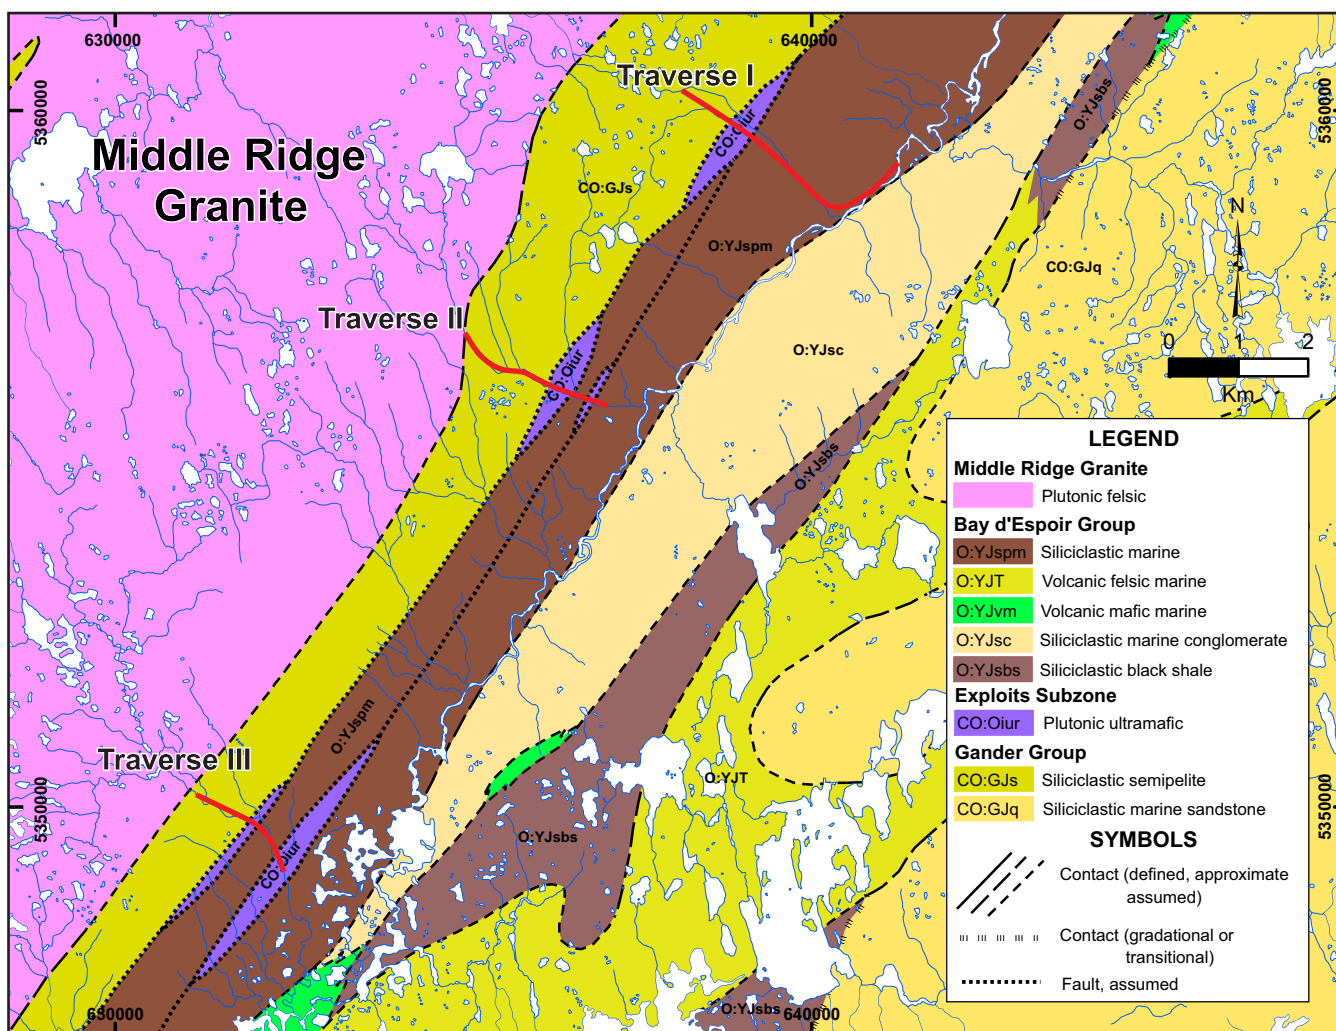 630000
640000
5360000
5360000
Traverse I
Middle Ridge
Granite
CO:Oiur
O:YJsbs
CO:GJs
O:YJspm
CO:GJq
N
Traverse II
O:YJsc
0 1 2
Km
CO:Oiur
O:YJsbs
O:YJspm
Traverse III
O:YJT
5350000
5350000
O:YJsbs
CO:Oiur
O:YJsbs
630000
640000
LEGEND
Middle Ridge Granite
Plutonic felsic
Bay d'Espoir Group
O:YJspm Siliciclastic marine
O:YJT Volcanic felsic marine
O:YJvm Volcanic mafic marine
O:YJsc Siliciclastic marine conglomerate
O:YJsbs Siliciclastic black shale
Exploits Subzone
CO:Oiur Plutonic ultramafic
Gander Group
CO:GJs Siliciclastic semipelite
CO:GJq Siliciclastic marine sandstone
SYMBOLS
Contact (defined, approximate
assumed)
Contact (gradational or
transitional)
Fault, assumed